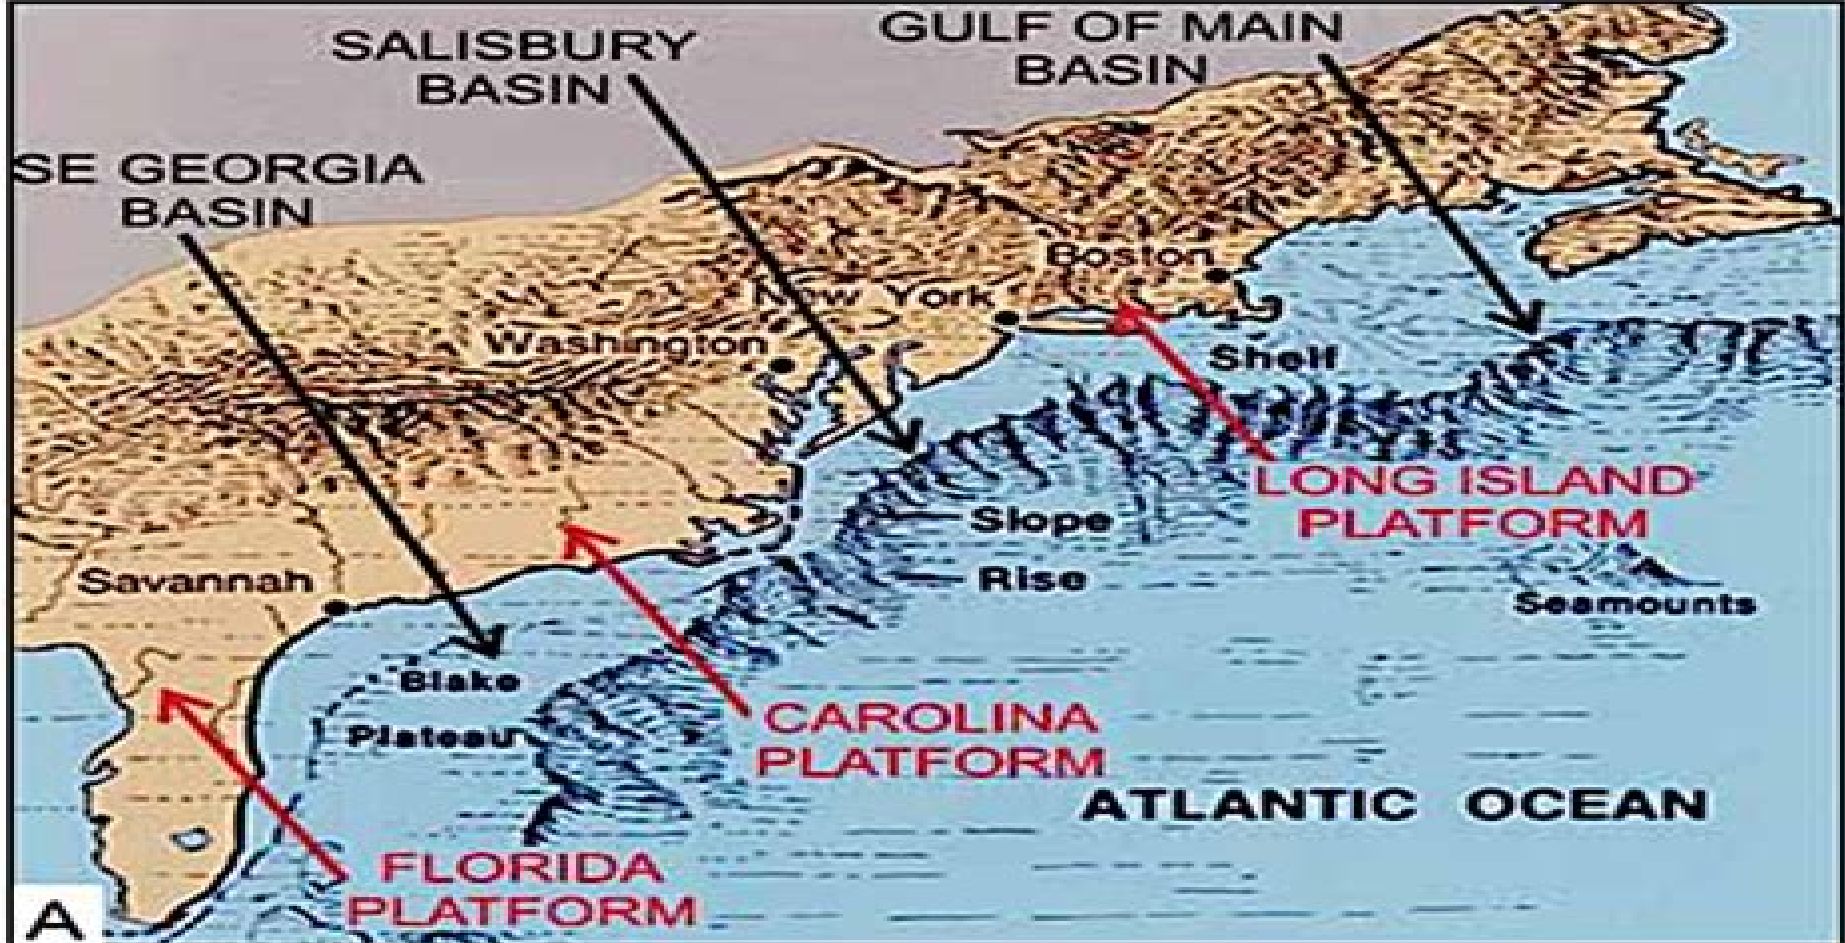 SALISBURY
BASIN
GULF OF MAIN
BASIN
SE GEORGIA
BASIN
Boston
New York
Washington
Shelf
LONG ISLAND
PLATFORM
Slope
Rise
Seamounts
Savannah
Blake
Plateau
CAROLINA
PLATFORM
ATLANTIC OCEAN
FLORIDA
PLATFORM
A